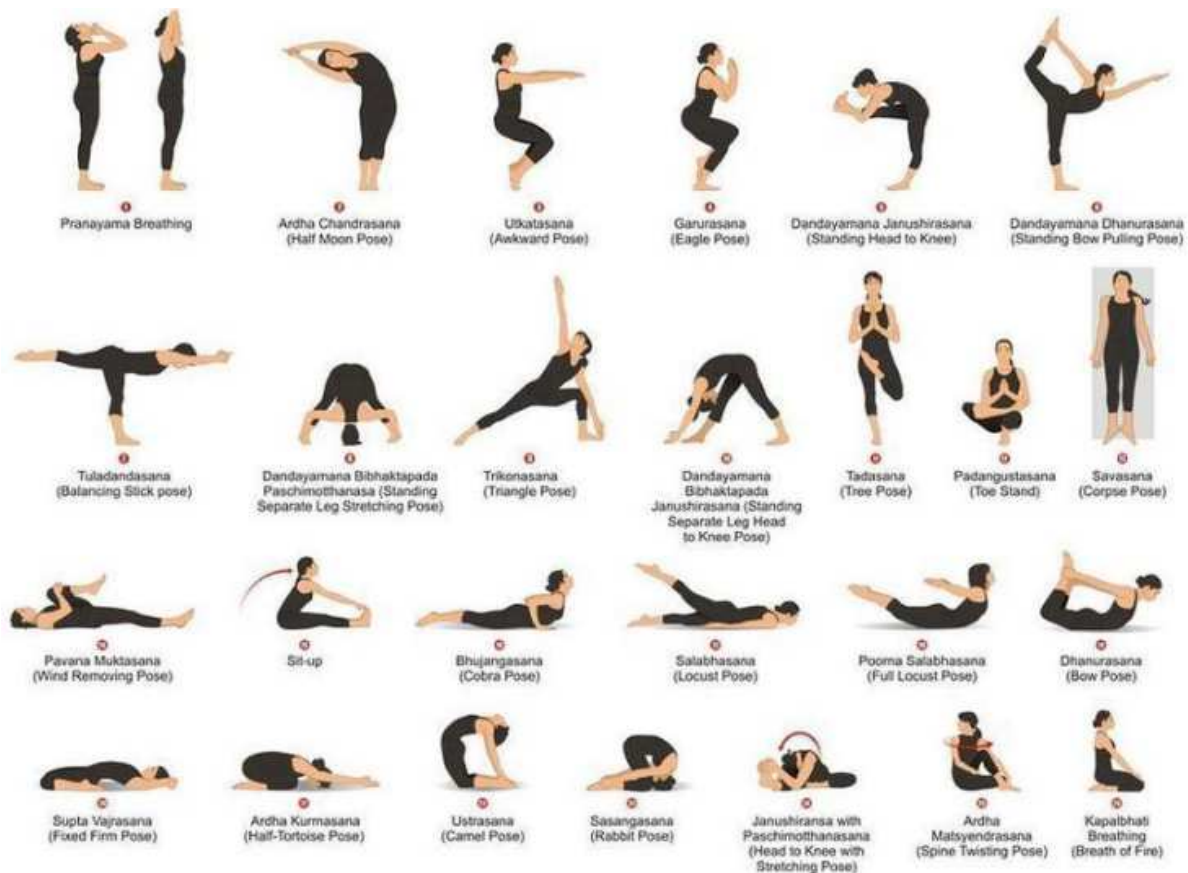 Pranayama Breathing
Ardha Chandrasana
(Half Moon Pose)
Utkatasana
(Awkward Pose)
Garurasana
(Eagle Pose)
Dandayamana Janushirasana
(Standing Head to Knee)
Dandayamana Dhanurasana
(Standing Bow Pulling Pose)
Tuladandasana
(Balancing Stick pose)
Dandayamana Bibhaktapada
Paschimotthanasa (Standing
Separate Leg Stretching Pose)
Trikonasana
(Triangle Pose)
Dandayamana
Bibhaktapada
Janushirasana (Standing
Separate Leg Head
to Knee Pose)
Tadasana
(Tree Pose)
Padangustasana
(Toe Stand)
Savasana
(Corpse Pose)
Pavana Muktasana
(Wind Removing Pose)
Sit-up
Bhujangasana
(Cobra Pose)
Salabhasana
(Locust Pose)
Poorna Salabhasana
(Full Locust Pose)
Dhanurasana
(Bow Pose)
Supta Vajrasana
(Fixed Firm Pose)
Ardha Kurmasana
(Half-Tortoise Pose)
Ustrasana
(Camel Pose)
Sasangasana
(Rabbit Pose)
Janushiransa with
Paschimotthanasana
(Head to Knee with
Stretching Pose)
Ardha
Matsyendrasana
(Spine Twisting Pose)
Kapalbhati
Breathing
(Breath of Fire)